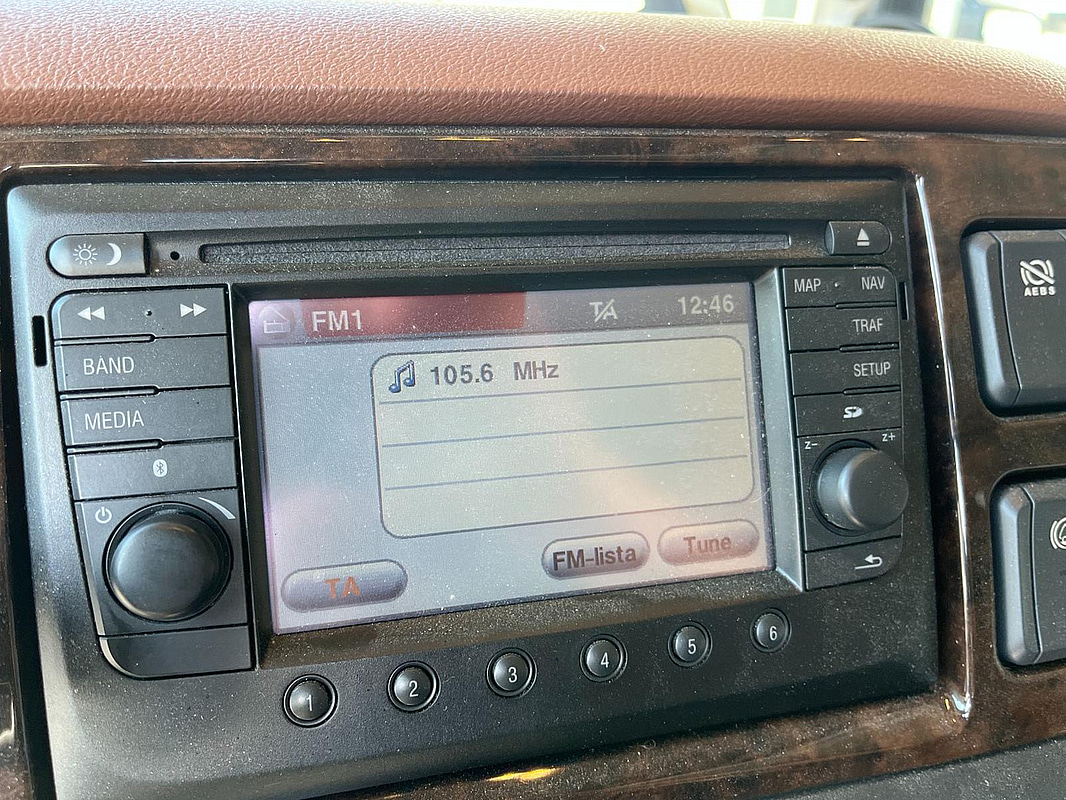 FM1 TA 12:46
105.6 MHz
FM-lista Tune
TA
BAND
MEDIA
MAP · NAV
TRAF
SETUP
SD
z- z+
1 2 3 4 5 6
AEBS